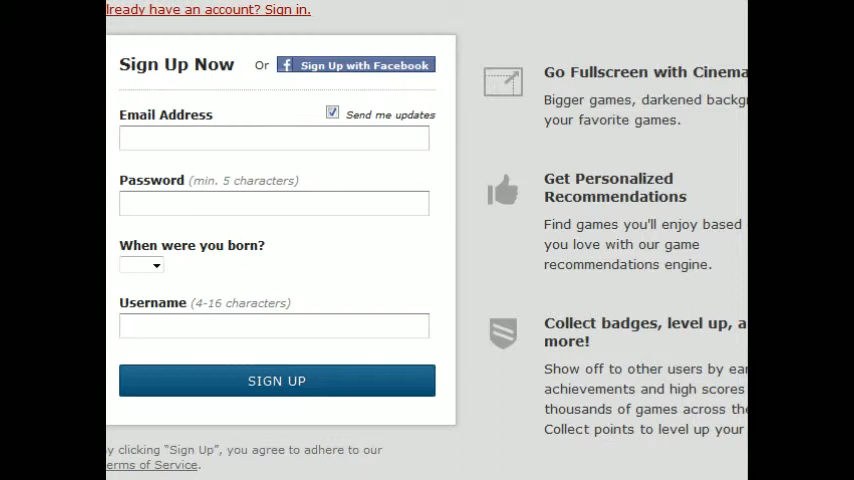 lready have an account? Sign in.
Sign Up Now Or f Sign Up with Facebook
Email Address Send me updates
Password (min. 5 characters)
When were you born?
Username (4-16 characters)
SIGN UP
y clicking “Sign Up”, you agree to adhere to our
erms of Service.
Go Fullscreen with Cinema
Bigger games, darkened backg
your favorite games.
Get Personalized
Recommendations
Find games you'll enjoy based
you love with our game
recommendations engine.
Collect badges, level up, a
more!
Show off to other users by ear
achievements and high scores
thousands of games across the
Collect points to level up your